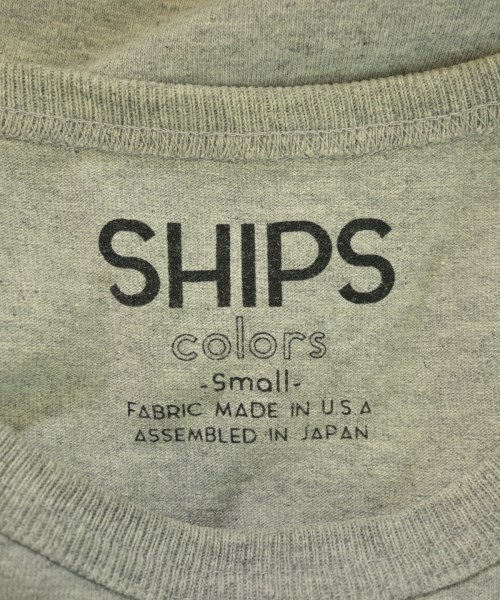 SHIPS
colors
-Small-
FABRIC MADE IN U.S.A
ASSEMBLED IN JAPAN